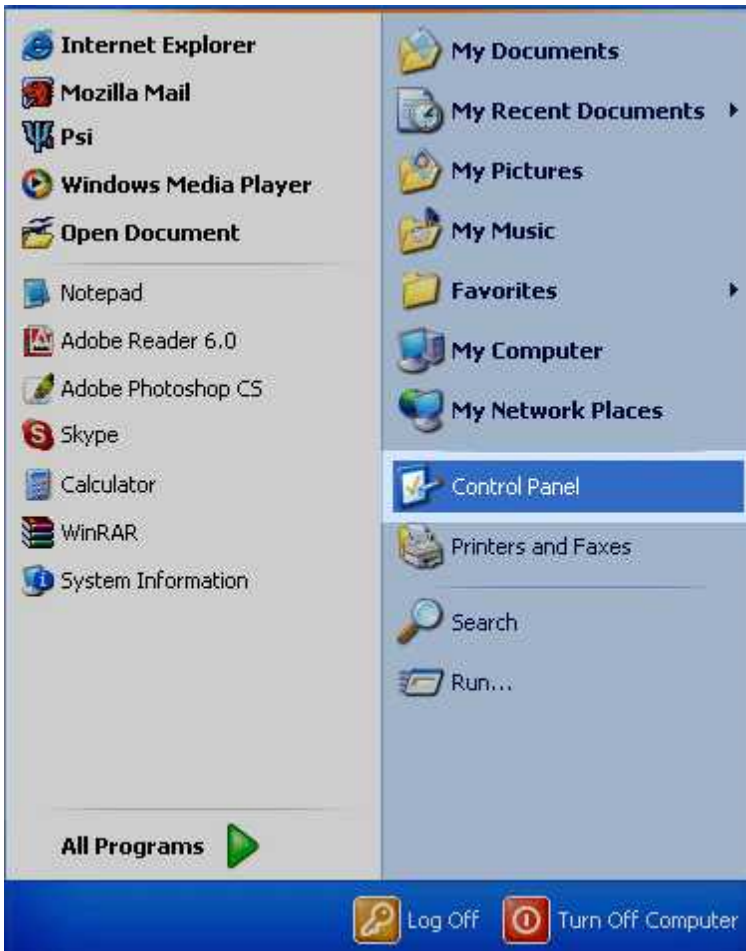 Internet Explorer
Mozilla Mail
Psi
Windows Media Player
Open Document
Notepad
Adobe Reader 6.0
Adobe Photoshop CS
Skype
Calculator
WinRAR
System Information
All Programs
My Documents
My Recent Documents
My Pictures
My Music
Favorites
My Computer
My Network Places
Control Panel
Printers and Faxes
Search
Run...
Log Off
Turn Off Computer